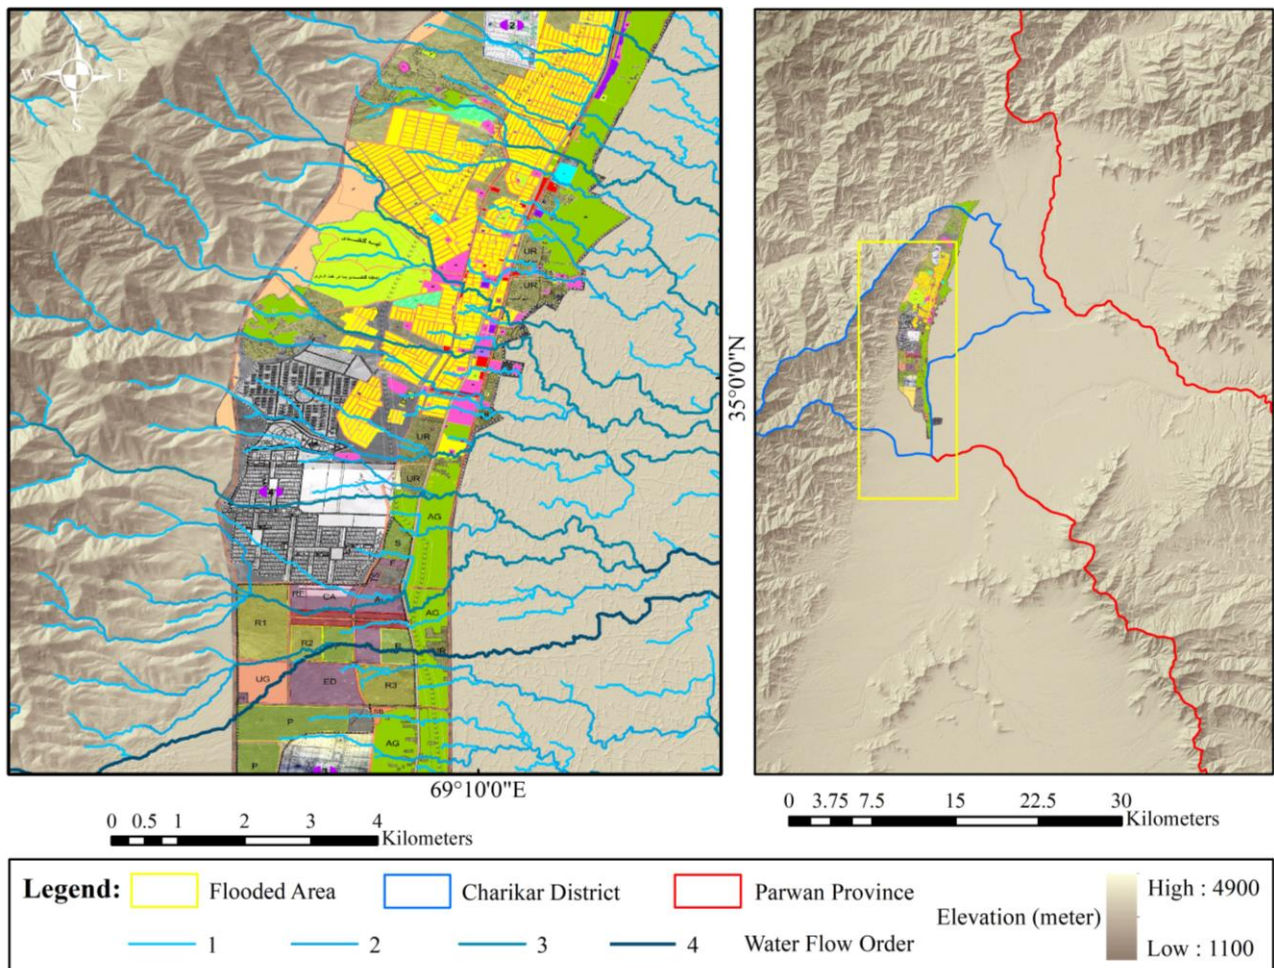 2
W E
S
UR
UR
UR
UR
AG
S
F
CA
R1
AG
R2
UG
ED
R3
P
AG
P
35°0'0"N
69°10'0"E
0 0.5 1 2 3 4
Kilometers
0 3.75 7.5 15 22.5 30
Kilometers
Legend: Flooded Area Charikar District Parwan Province
Elevation (meter) High : 4900
Low : 1100
1 2 3 4 Water Flow Order